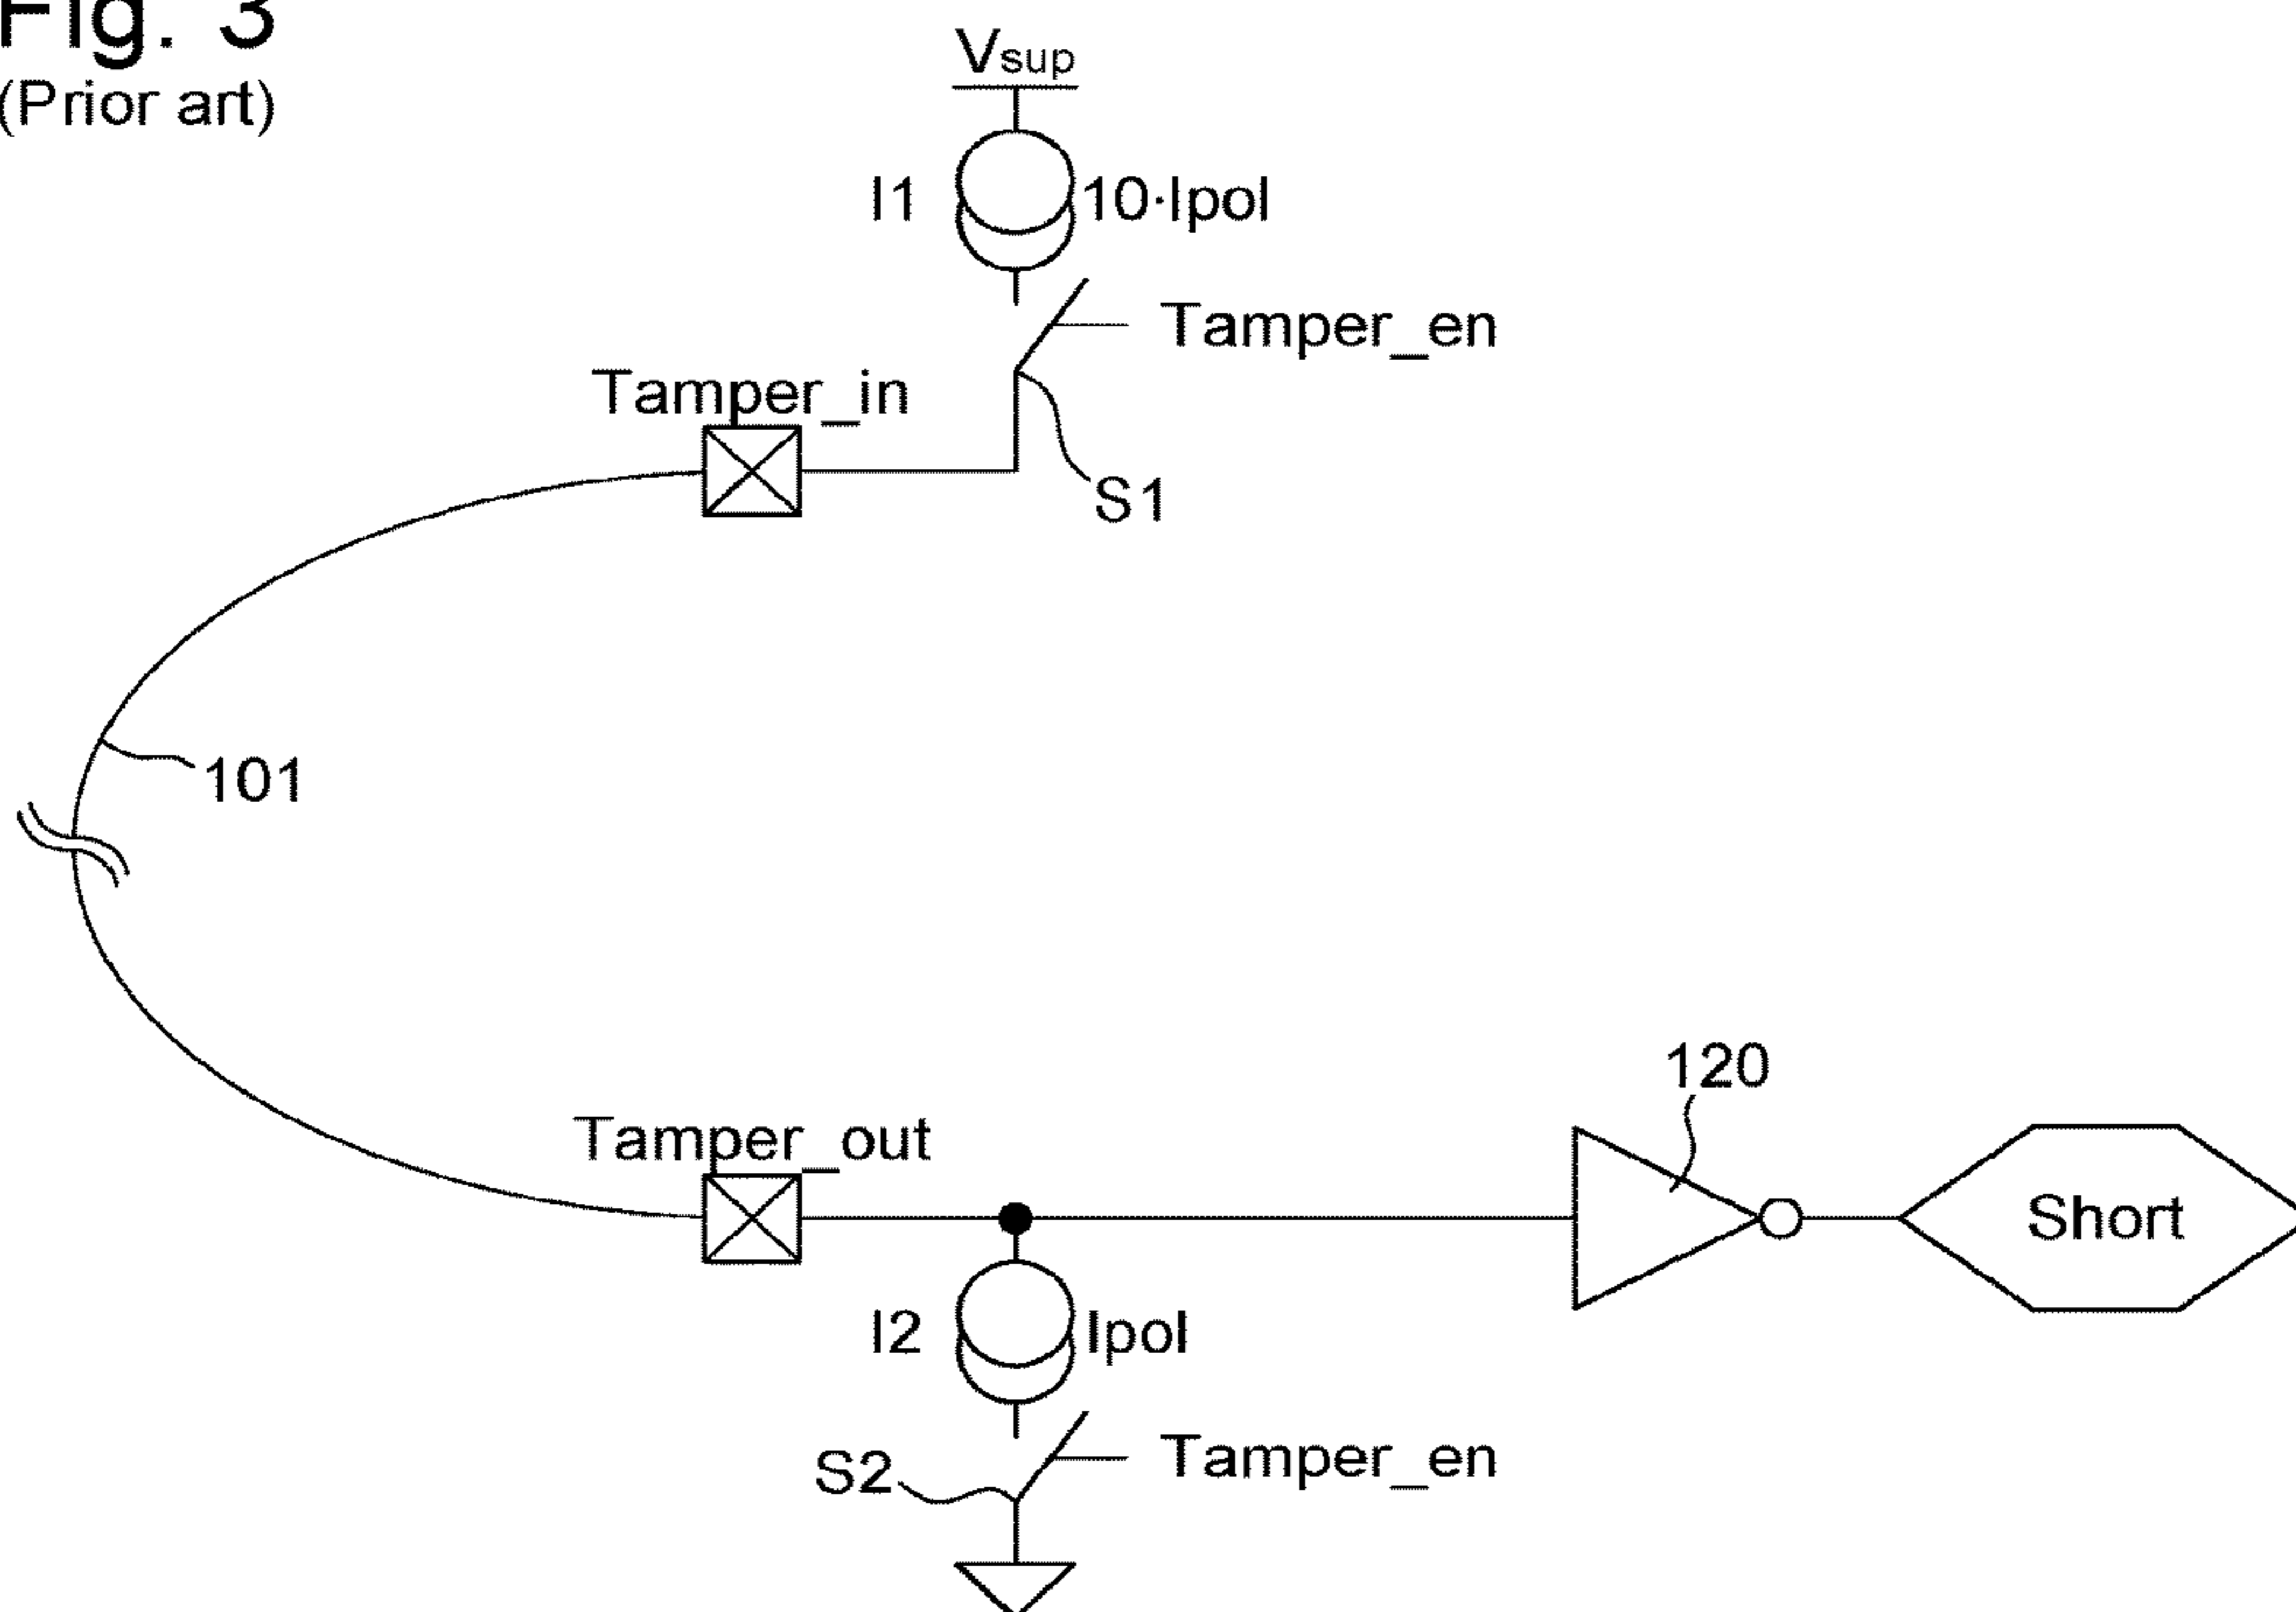 Fig. 3
(Prior art)
Vsup
I1
10·Ipol
Tamper_en
Tamper_in
S1
101
120
Tamper_out
Short
I2
Ipol
S2
Tamper_en